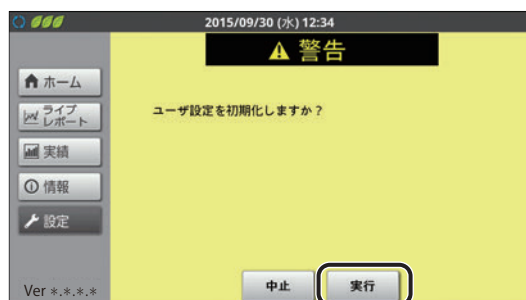 2015/09/30 (水) 12:34
警告
ホーム
ライブ
レポート
実績
情報
設定
ユーザ設定を初期化しますか？
中止
実行
Ver *.*.*.*